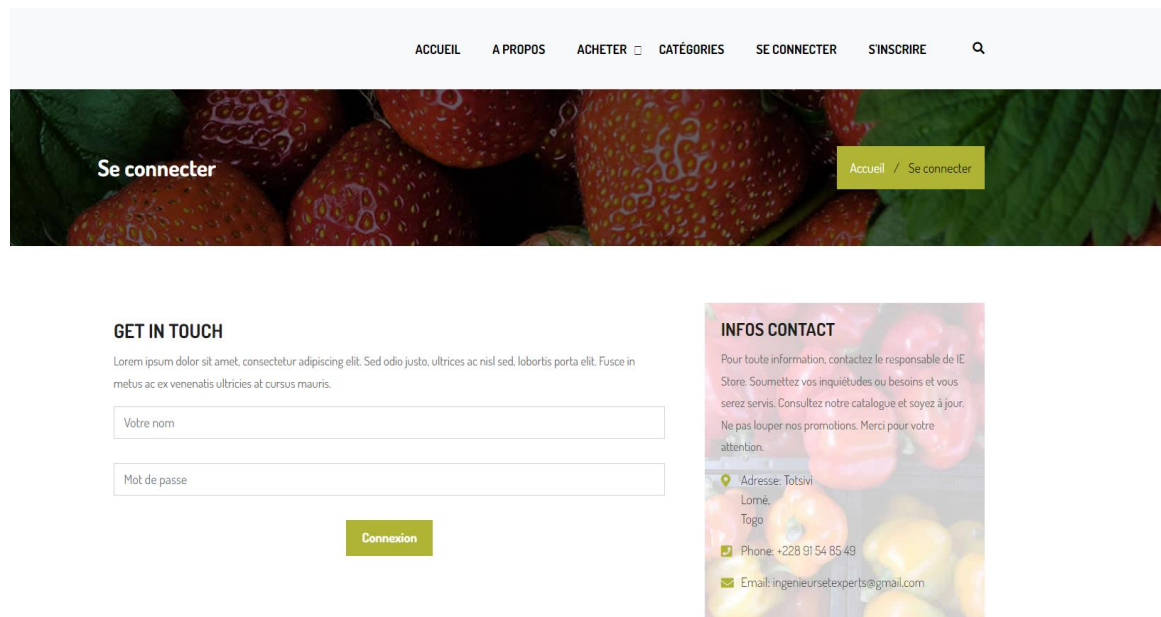 ACCUEIL A PROPOS ACHETER CATÉGORIES SE CONNECTER S'INSCRIRE
Se connecter
Accueil / Se connecter
GET IN TOUCH
Lorem ipsum dolor sit amet, consectetur adipiscing elit. Sed odio justo, ultrices ac nisl sed, lobortis porta elit. Fusce in
metus ac ex venenatis ultricies at cursus mauris.
Votre nom
Mot de passe
Connexion
INFOS CONTACT
Pour toute information, contactez le responsable de IE
Store. Soumettez vos inquiétudes ou besoins et vous
serez servis. Consultez notre catalogue et soyez à jour.
Ne pas louper nos promotions. Merci pour votre
attention.
Adresse: Totsivi
Lomé,
Togo
Phone: +228 91 54 85 49
Email: ingenieursetexperts@gmail.com